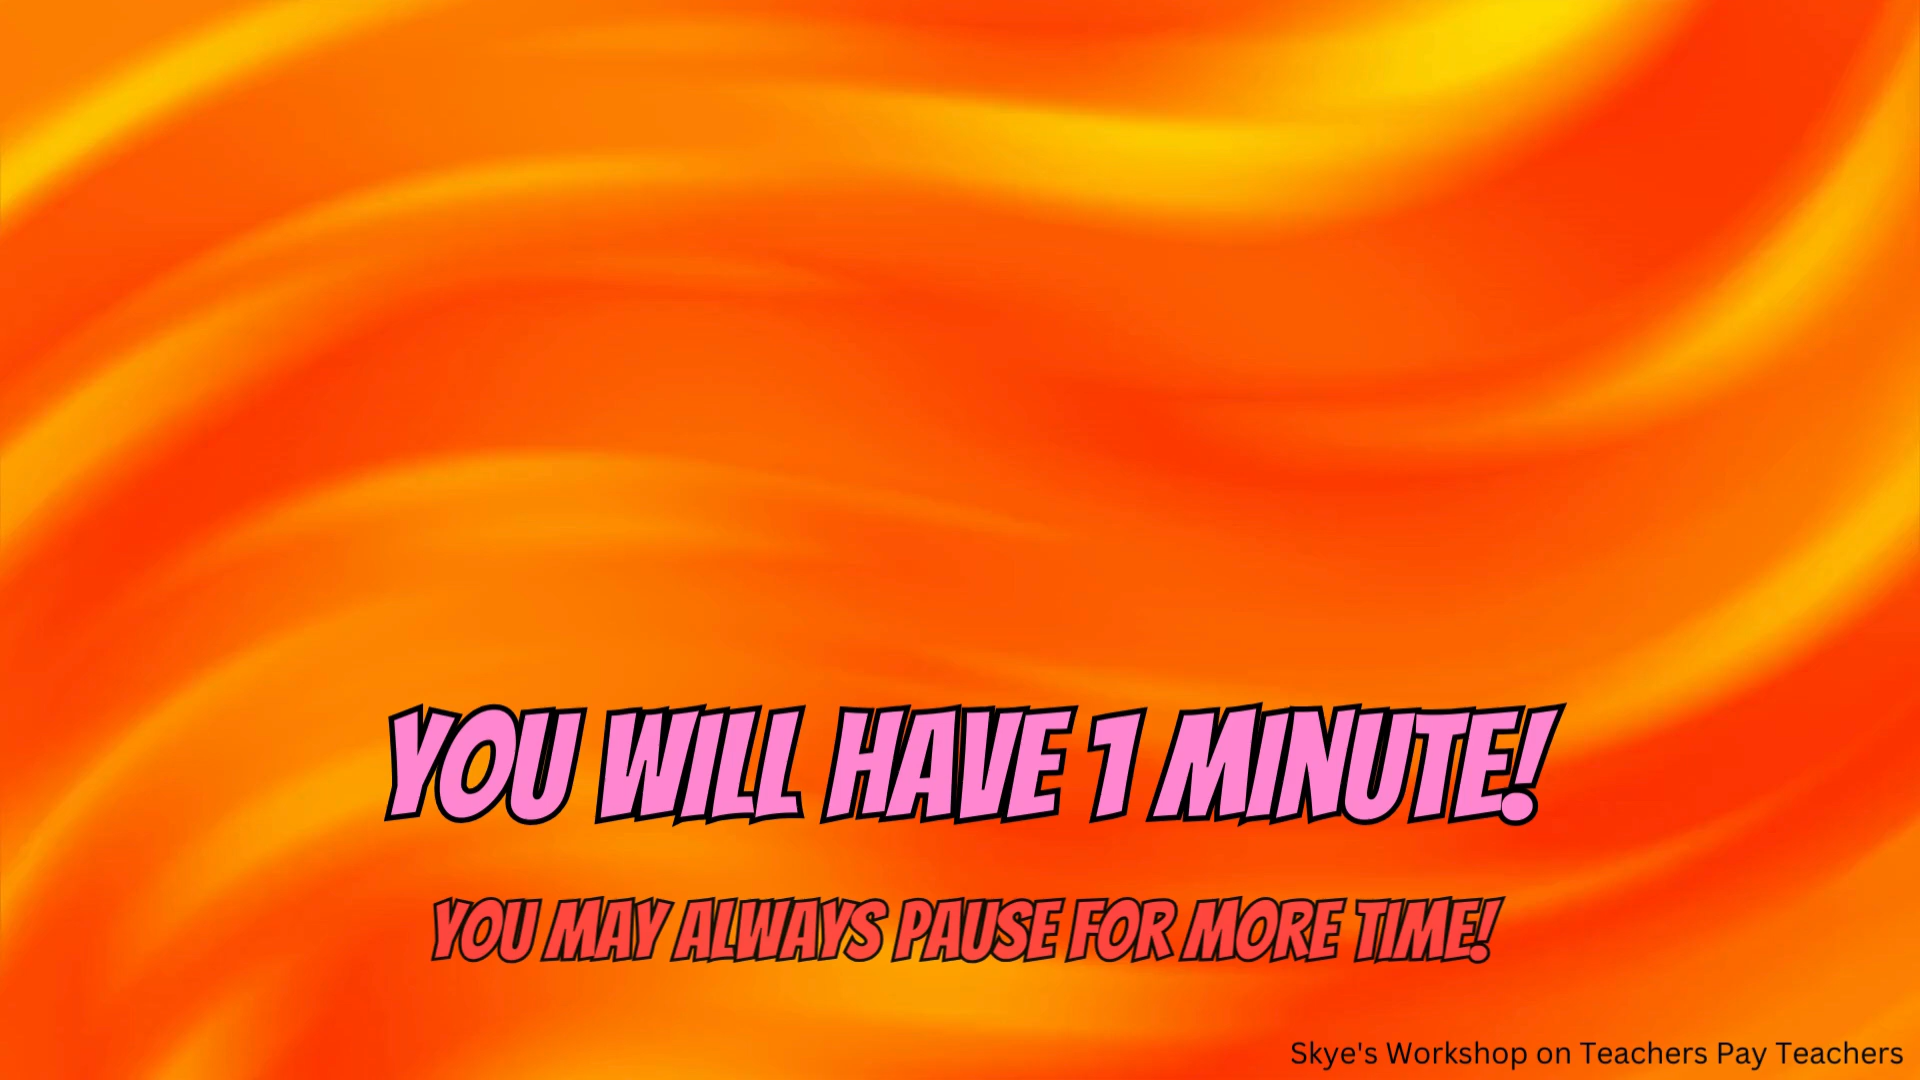 YOU WILL HAVE 1 MINUTE!
YOU MAY ALWAYS PAUSE FOR MORE TIME!
Skye's Workshop on Teachers Pay Teachers